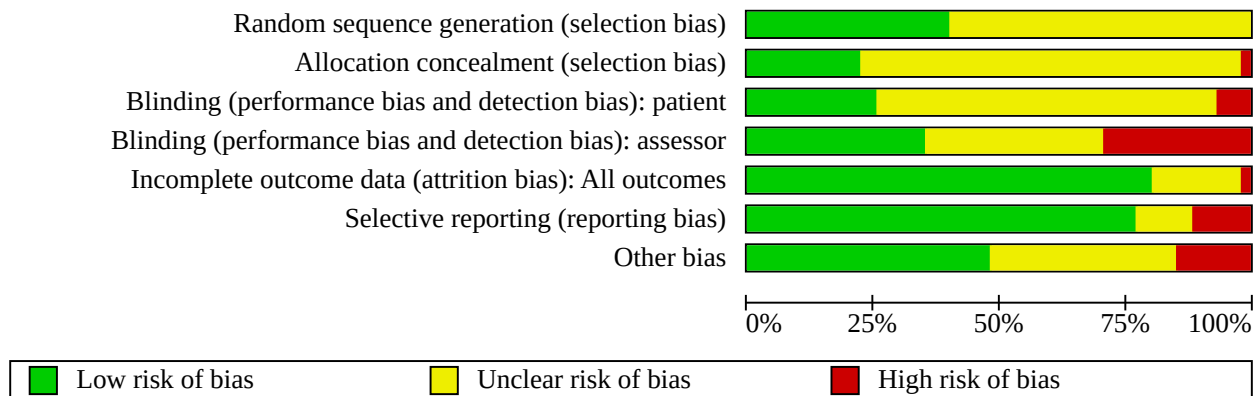 Random sequence generation (selection bias)
Allocation concealment (selection bias)
Blinding (performance bias and detection bias): patient
Blinding (performance bias and detection bias): assessor
Incomplete outcome data (attrition bias): All outcomes
Selective reporting (reporting bias)
Other bias
0% 25% 50% 75% 100%
Low risk of bias Unclear risk of bias High risk of bias